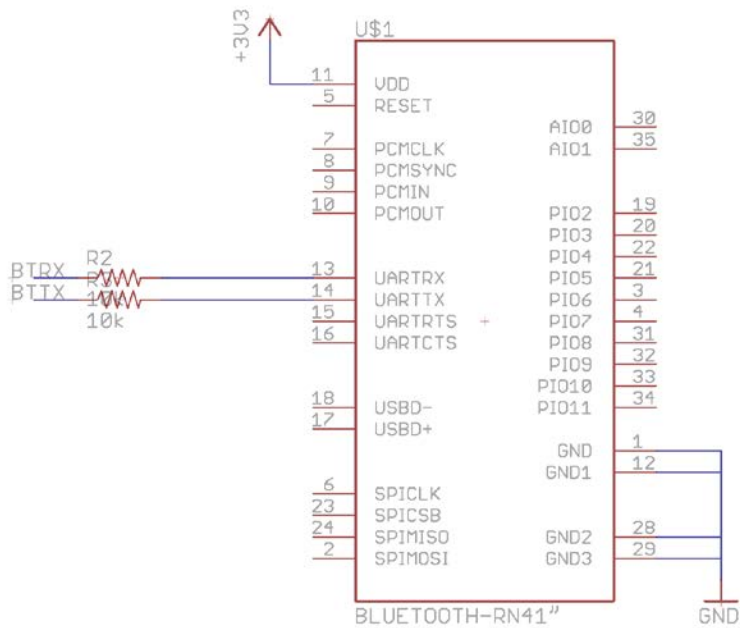 U$1
+3V3
11 VDD
5 RESET
7 PCMCLK
8 PCMSYNC
9 PCMIN
10 PCMOUT
R2
BTRX
13 UARTRX
BTTX
14 UARTTX
10k
15 UARTRTS
16 UARTCTS
18 USBD-
17 USBD+
6 SPICLK
23 SPICSB
24 SPIMISO
2 SPIMOSI
AIO0 30
AIO1 35
PIO2 19
PIO3 20
PIO4 22
PIO5 21
PIO6 3
PIO7 4
PIO8 31
PIO9 32
PIO10 33
PIO11 34
GND 1
GND1 12
GND2 28
GND3 29
GND
BLUETOOTH-RN41"